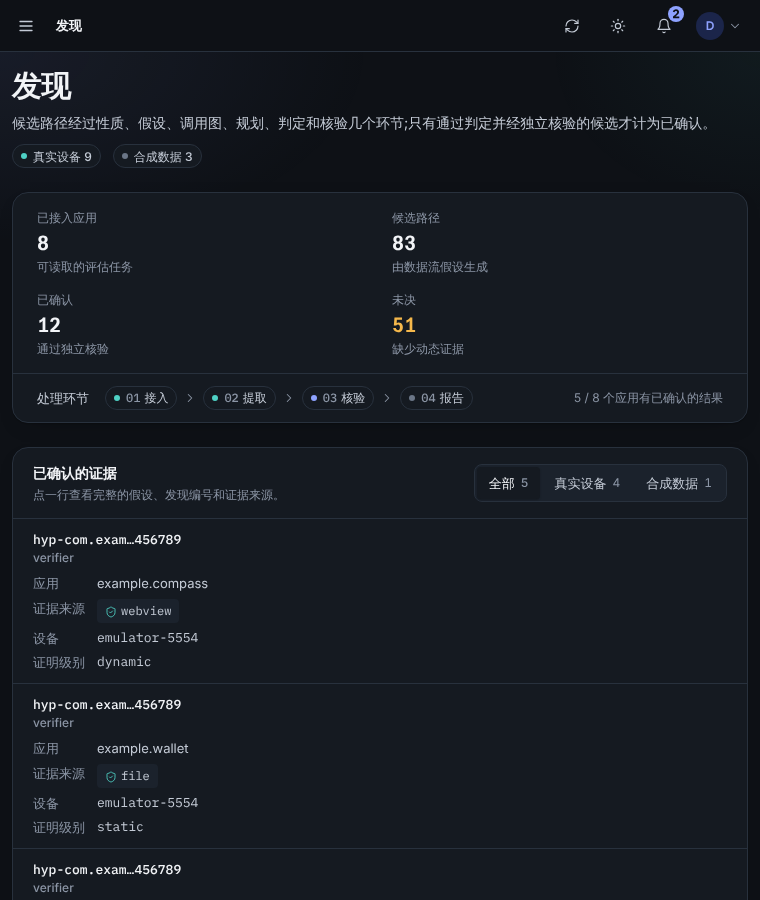 发现
2
D
发现
候选路径经过性质、假设、调用图、规划、判定和核验几个环节;只有通过判定并经独立核验的候选才计为已确认。
真实设备 9 合成数据 3
已接入应用 候选路径
8 83
可读取的评估任务 由数据流假设生成
已确认 未决
12 51
通过独立核验 缺少动态证据
处理环节 01 接入 02 提取 03 核验 04 报告 5 / 8 个应用有已确认的结果
已确认的证据
点一行查看完整的假设、发现编号和证据来源。
全部 5 真实设备 4 合成数据 1
hyp-com.exam…456789
verifier
应用 example.compass
证据来源 webview
设备 emulator-5554
证明级别 dynamic
hyp-com.exam…456789
verifier
应用 example.wallet
证据来源 file
设备 emulator-5554
证明级别 static
hyp-com.exam…456789
verifier